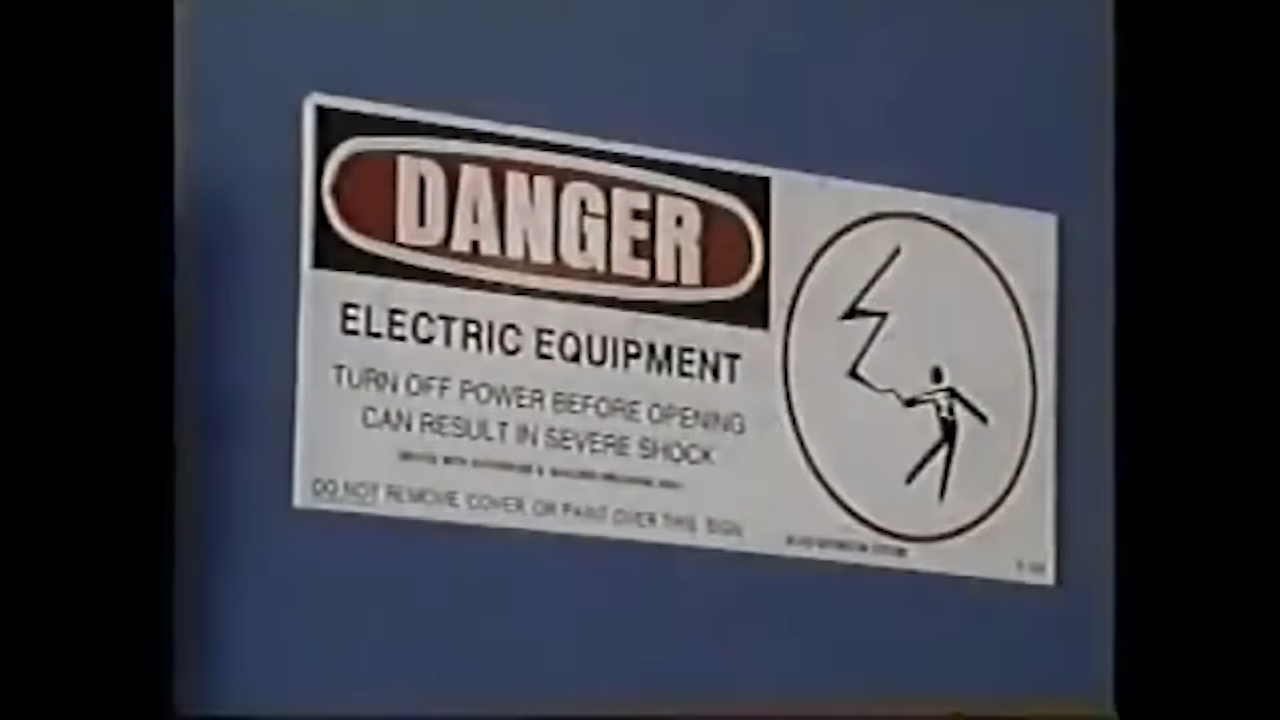 DANGER
ELECTRIC EQUIPMENT
TURN OFF POWER BEFORE OPENING
CAN RESULT IN SEVERE SHOCK
DO NOT REMOVE COVER, OR PAINT OVER THIS SIGN